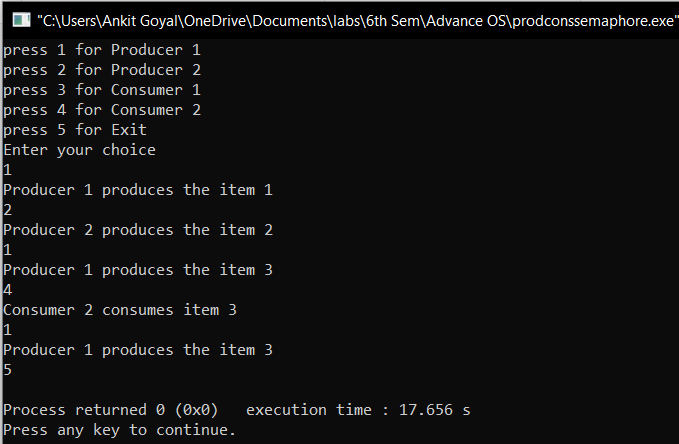 "C:\Users\Ankit Goyal\OneDrive\Documents\labs\6th Sem\Advance OS\prodconssemaphore.exe"
press 1 for Producer 1
press 2 for Producer 2
press 3 for Consumer 1
press 4 for Consumer 2
press 5 for Exit
Enter your choice
1
Producer 1 produces the item 1
2
Producer 2 produces the item 2
1
Producer 1 produces the item 3
4
Consumer 2 consumes item 3
1
Producer 1 produces the item 3
5
Process returned 0 (0x0)   execution time : 17.656 s
Press any key to continue.